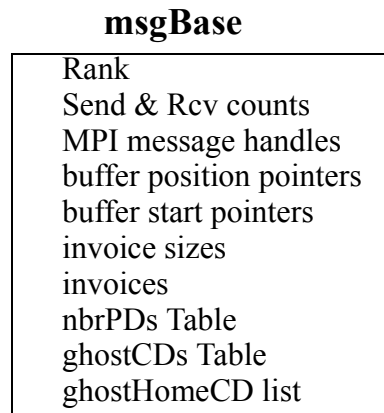 msgBase
Rank
Send & Rcv counts
MPI message handles
buffer position pointers
buffer start pointers
invoice sizes
invoices
nbrPDs Table
ghostCDs Table
ghostHomeCD list